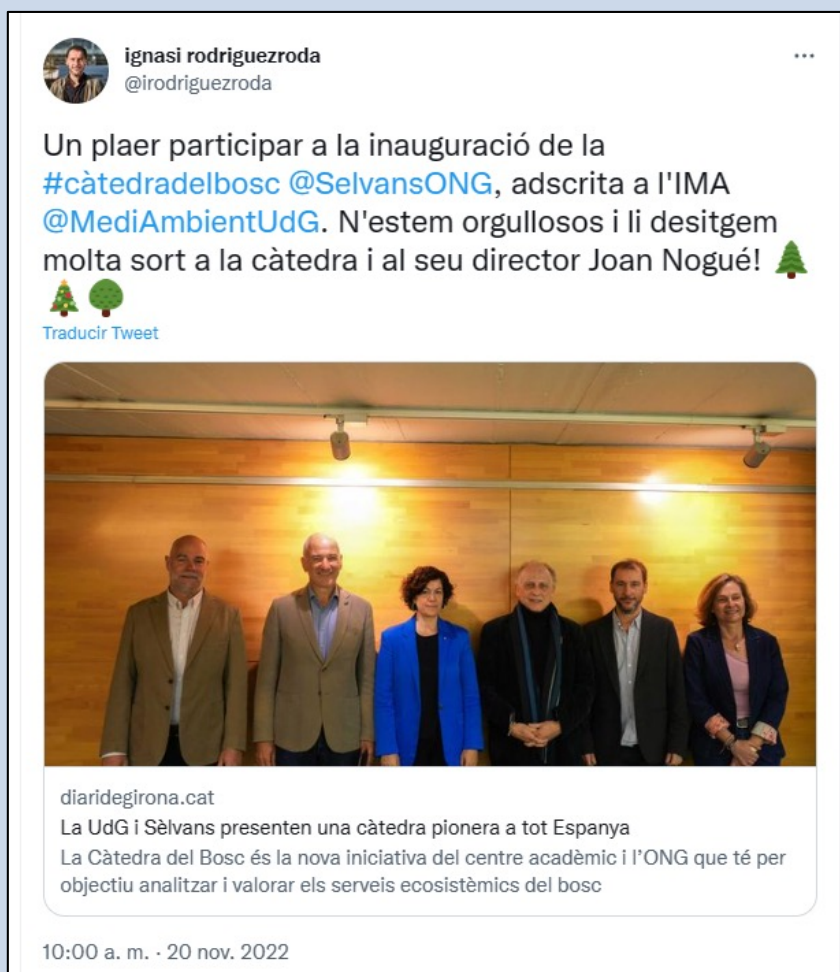 ignasi rodriguezroda
@irodriguezroda
Un plaer participar a la inauguració de la
#càtedradelbosc @SelvansONG, adscrita a l'IMA
@MediAmbientUdG. N'estem orgullosos i li desitgem
molta sort a la càtedra i al seu director Joan Nogué! 🌲
🎄🌳
Traducir Tweet
diaridegirona.cat
La UdG i Sèlvans presenten una càtedra pionera a tot Espanya
La Càtedra del Bosc és la nova iniciativa del centre acadèmic i l’ONG que té per
objectiu analitzar i valorar els serveis ecosistèmics del bosc
10:00 a. m. · 20 nov. 2022